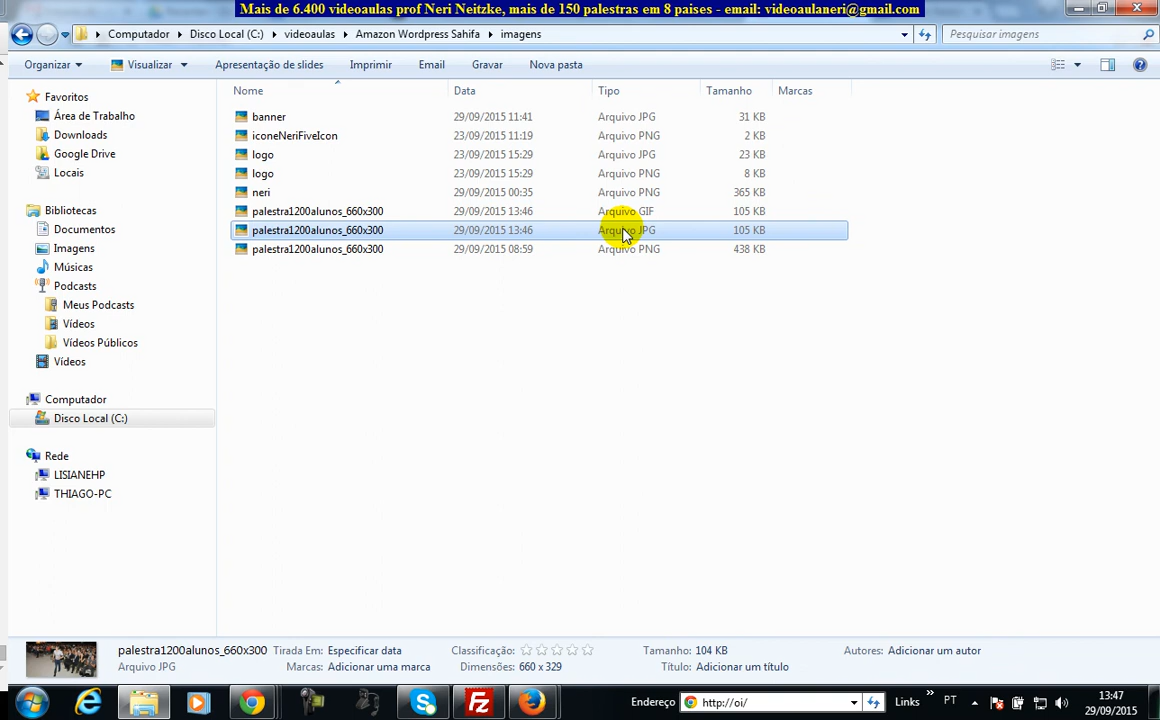 Mais de 6.400 videoaulas prof Neri Neitzke, mais de 150 palestras em 8 paises - email: videoaulaneri@gmail.com
Computador Disco Local (C:) videoaulas Amazon Wordpress Sahifa imagens Pesquisar imagens
Organizar Visualizar Apresentação de slides Imprimir Email Gravar Nova pasta
Favoritos
Área de Trabalho
Downloads
Google Drive
Locais
Bibliotecas
Documentos
Imagens
Músicas
Podcasts
Meus Podcasts
Vídeos
Vídeos Públicos
Vídeos
Computador
Disco Local (C:)
Rede
LISIANEHP
THIAGO-PC
Nome Data Tipo Tamanho Marcas
banner 29/09/2015 11:41 Arquivo JPG 31 KB
iconeNeriFiveIcon 23/09/2015 11:19 Arquivo PNG 2 KB
logo 23/09/2015 15:29 Arquivo JPG 23 KB
logo 23/09/2015 15:29 Arquivo PNG 8 KB
neri 29/09/2015 00:35 Arquivo PNG 365 KB
palestra1200alunos_660x300 29/09/2015 13:46 Arquivo GIF 105 KB
palestra1200alunos_660x300 29/09/2015 13:46 Arquivo JPG 105 KB
palestra1200alunos_660x300 29/09/2015 08:59 Arquivo PNG 438 KB
palestra1200alunos_660x300 Tirada Em: Especificar data Classificação: Tamanho: 104 KB Autores: Adicionar um autor
Arquivo JPG Marcas: Adicionar uma marca Dimensões: 660 x 329 Título: Adicionar um título
Endereço http://oi/ Links » PT 13:47
29/09/2015